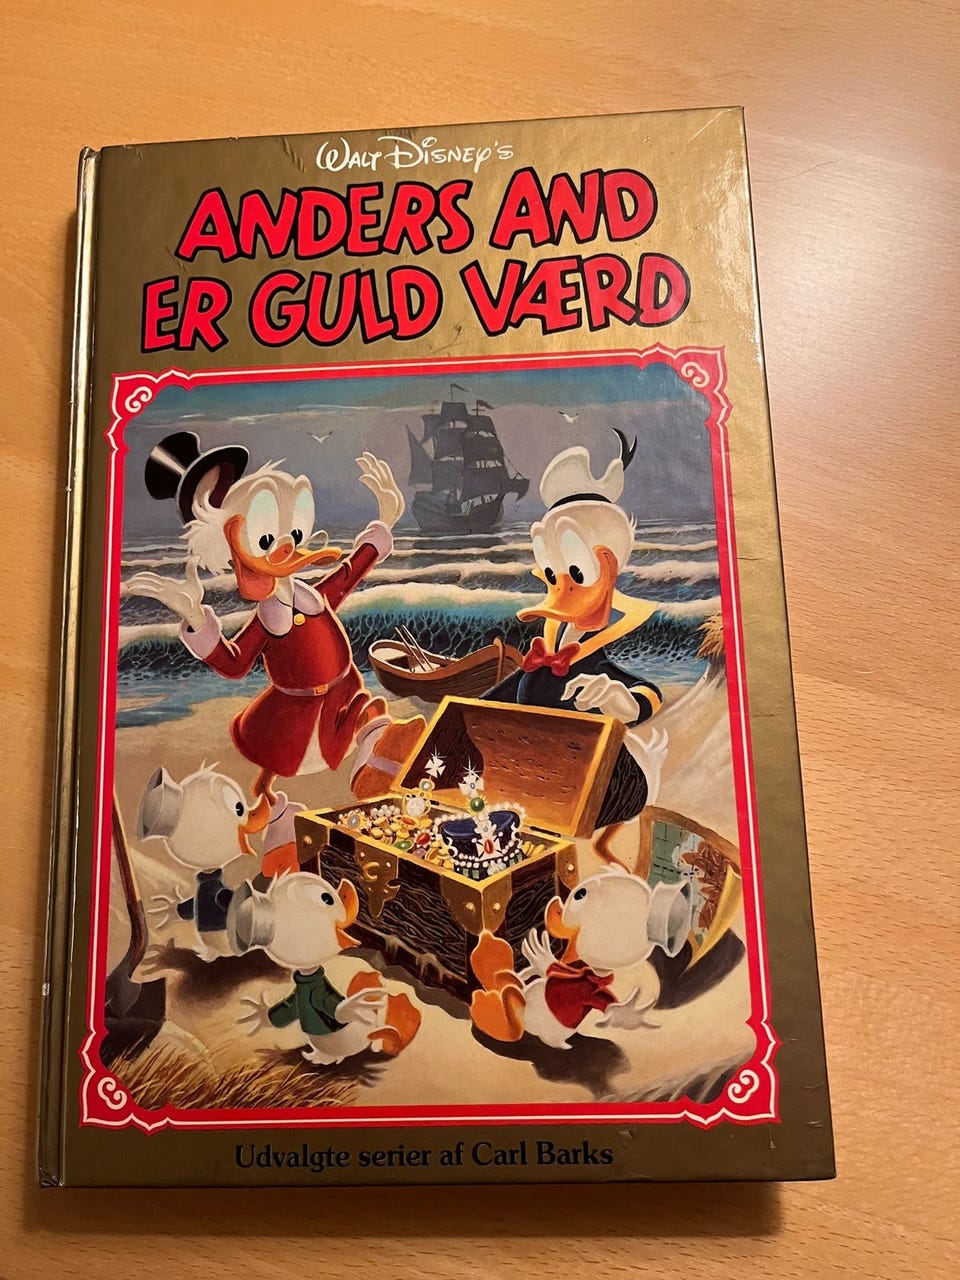 WALT DISNEY'S
ANDERS AND
ER GULD VÆRD
Udvalgte serier af Carl Barks